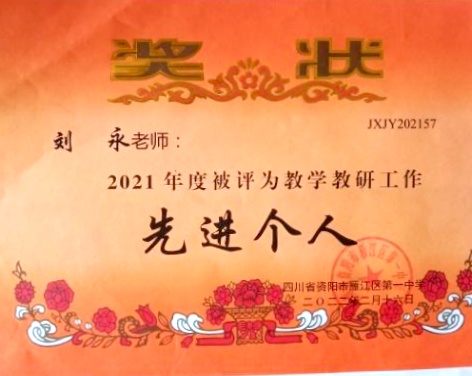 奖 状
JXJY202157
刘 永老师：
2021年度被评为教学教研工作
先进个人
四川省资阳市雁江区第一中学
二〇二二年二月十六日